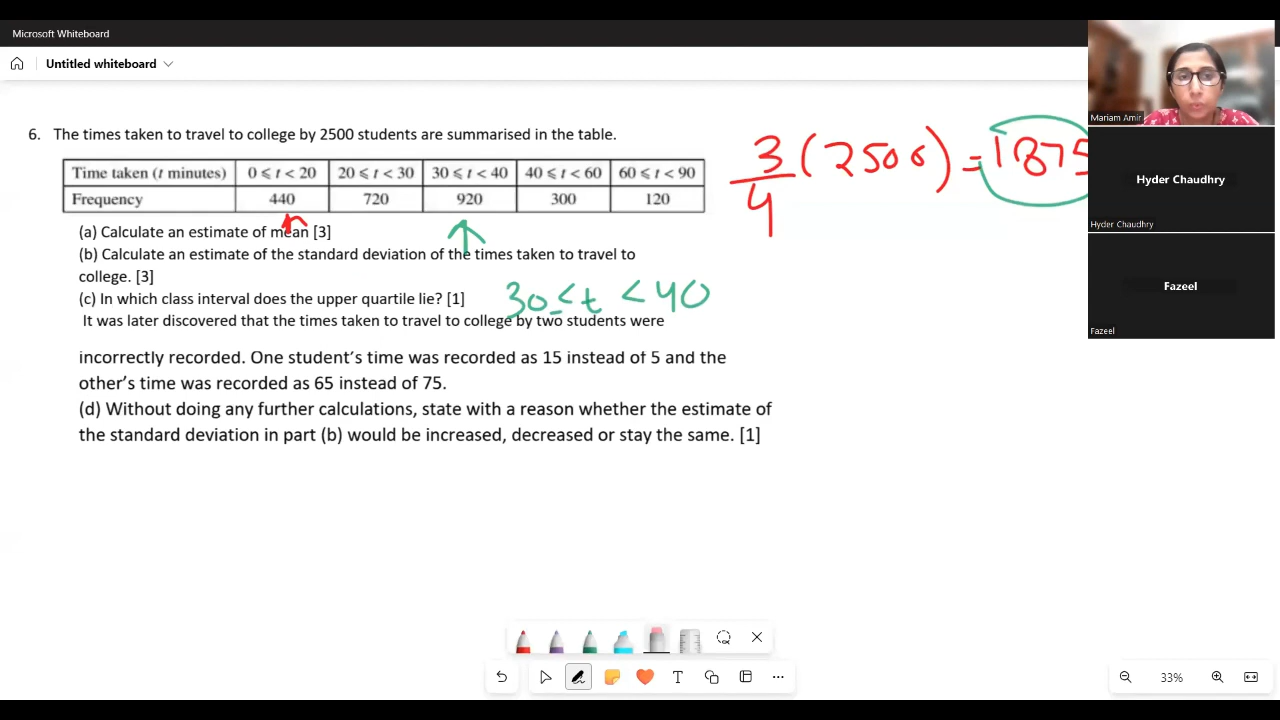 Microsoft Whiteboard
Untitled whiteboard
6. The times taken to travel to college by 2500 students are summarised in the table.
Time taken (t minutes) 0 ⩽ t < 20 20 ⩽ t < 30 30 ⩽ t < 40 40 ⩽ t < 60 60 ⩽ t < 90
Frequency 440 720 920 300 120
3/4 (2500) = 1875
(a) Calculate an estimate of mean [3]
(b) Calculate an estimate of the standard deviation of the times taken to travel to
college. [3]
(c) In which class interval does the upper quartile lie? [1]
30 ≤ t < 40
It was later discovered that the times taken to travel to college by two students were
incorrectly recorded. One student's time was recorded as 15 instead of 5 and the
other's time was recorded as 65 instead of 75.
(d) Without doing any further calculations, state with a reason whether the estimate of
the standard deviation in part (b) would be increased, decreased or stay the same. [1]
Mariam Amir
Hyder Chaudhry
Hyder Chaudhry
Fazeel
Fazeel
T
33%